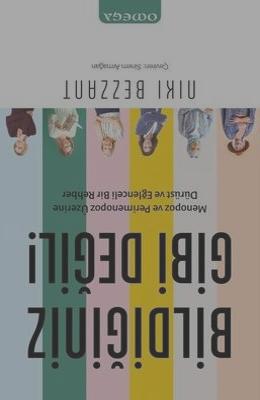 BİLDİĞİNİZ
GİBİ DEĞİL!
Menopoz ve Perimenopoz Üzerine
Dürüst ve Eğlenceli Bir Rehber
NIKI BEZZANT
Çeviren: Sinem Armağan
OMEGA